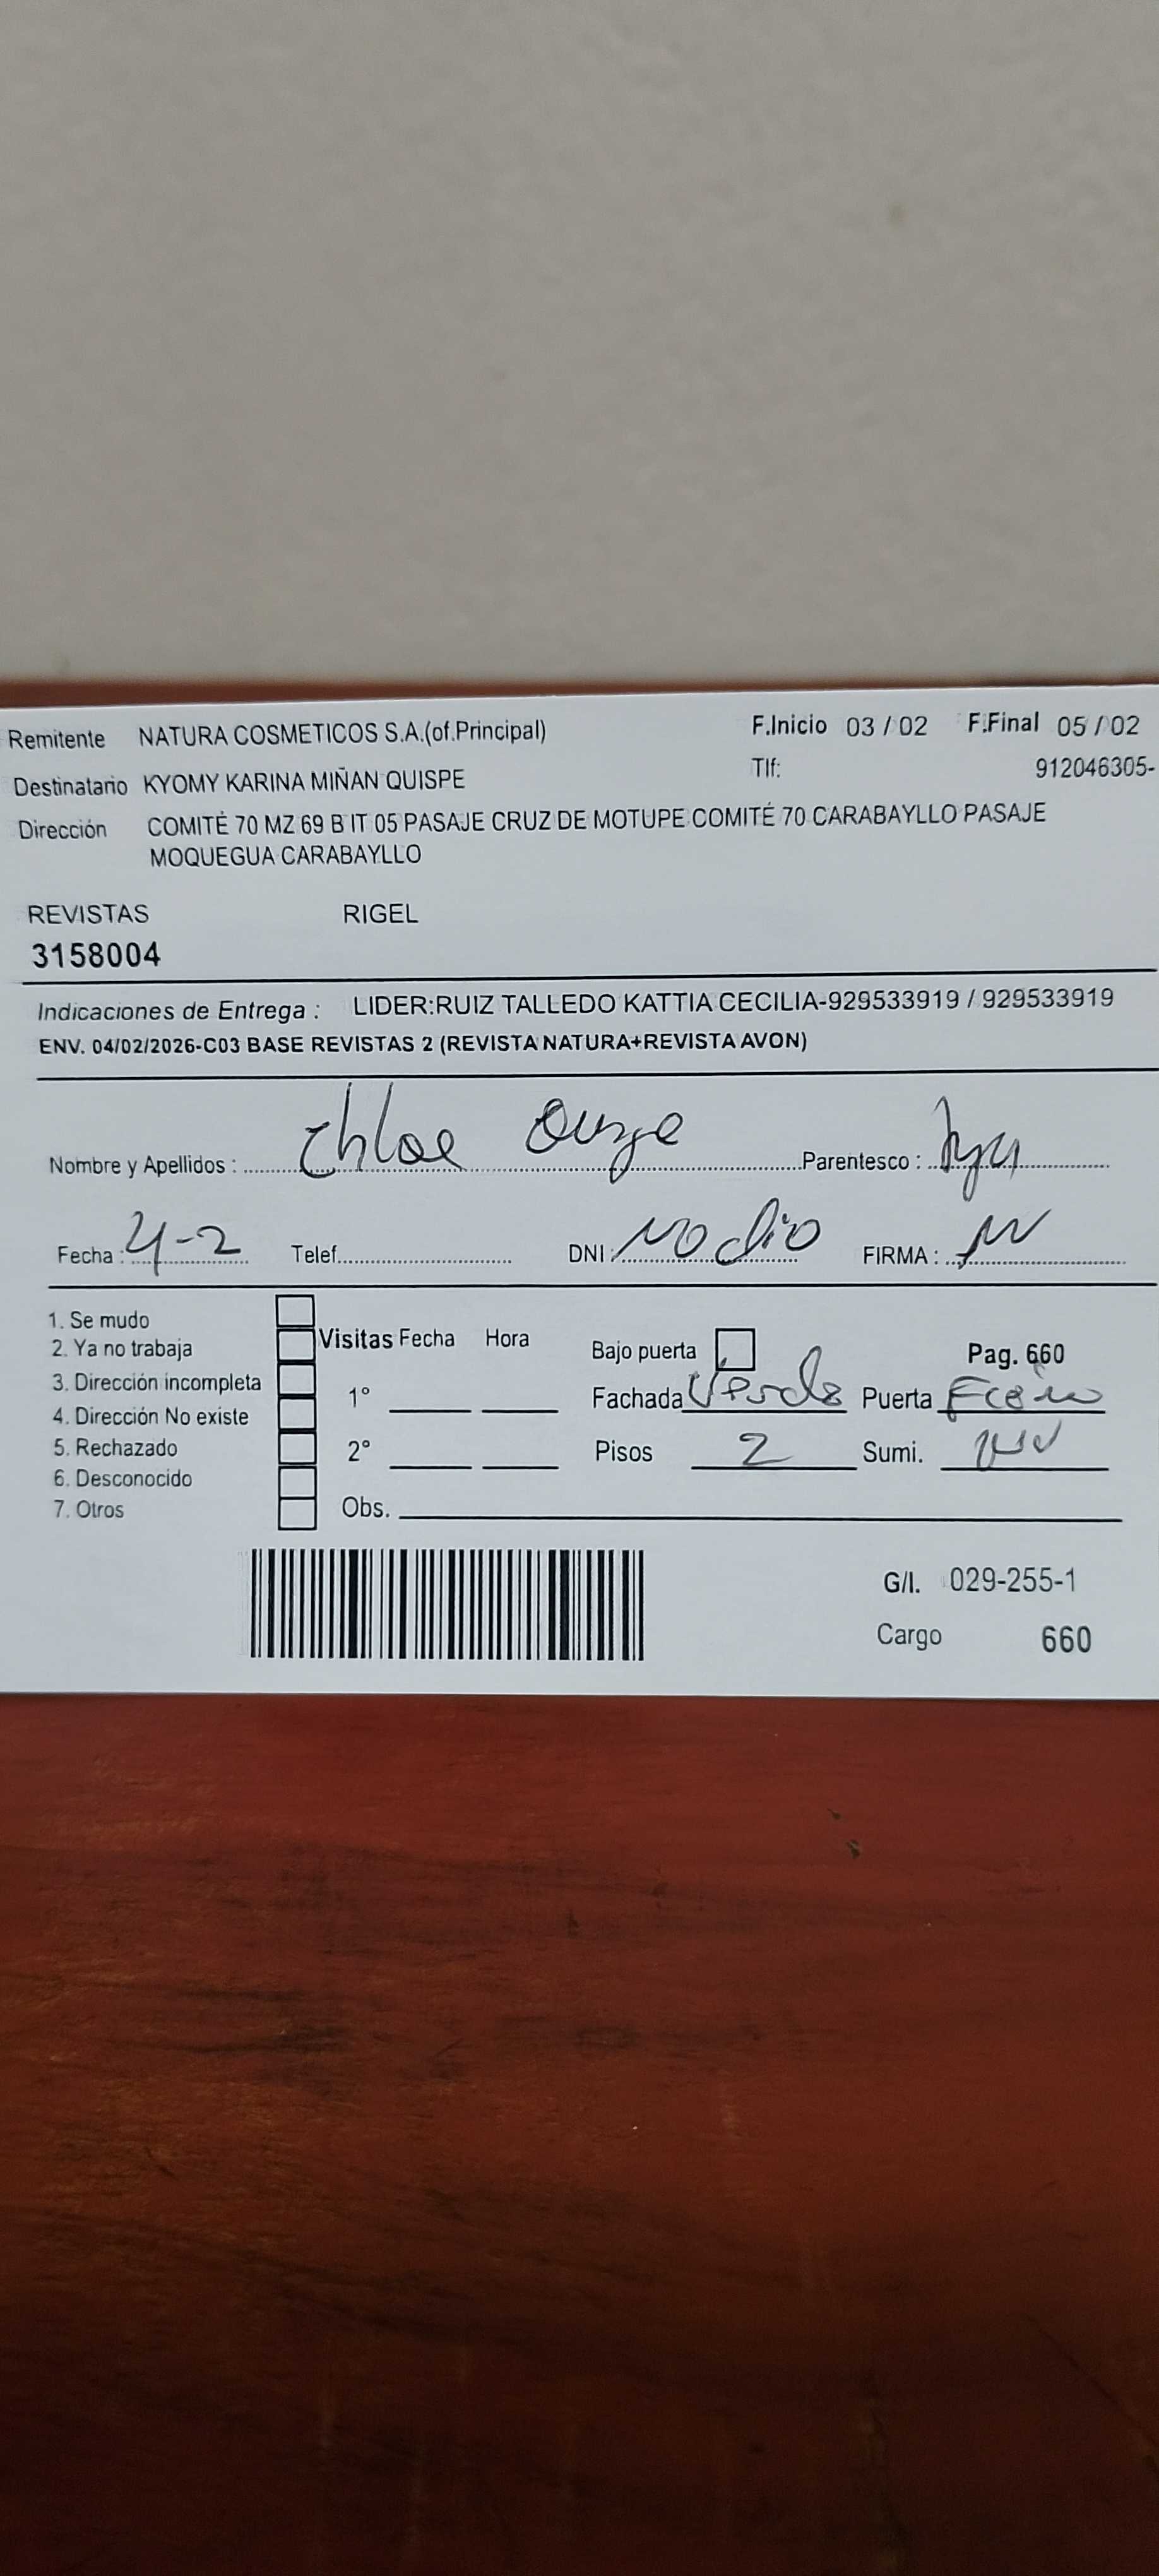 Remitente NATURA COSMETICOS S.A.(of.Principal) F.Inicio 03 / 02 F.Final 05 / 02
Destinatario KYOMY KARINA MIÑAN QUISPE Tlf: 912046305-
Dirección COMITÉ 70 MZ 69 B lT 05 PASAJE CRUZ DE MOTUPE COMITÉ 70 CARABAYLLO PASAJE
MOQUEGUA CARABAYLLO
REVISTAS RIGEL
3158004
Indicaciones de Entrega : LIDER:RUIZ TALLEDO KATTIA CECILIA-929533919 / 929533919
ENV. 04/02/2026-C03 BASE REVISTAS 2 (REVISTA NATURA+REVISTA AVON)
Nombre y Apellidos : Chloe Parentesco :
Fecha : 4-2 Telef. DNI : No dio FIRMA :
1. Se mudo
2. Ya no trabaja Visitas Fecha Hora Bajo puerta Pag. 660
3. Dirección incompleta 1° Fachada Verde Puerta
4. Dirección No existe
5. Rechazado 2° Pisos 2 Sumi.
6. Desconocido
7. Otros Obs.
G/I. 029-255-1
Cargo 660